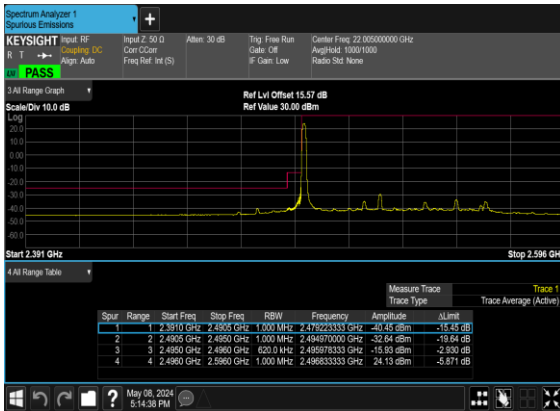 Spectrum Analyzer 1
Spurious Emissions
+
KEYSIGHT Input: RF Input Z: 50 Ω Atten: 30 dB Trig: Free Run Center Freq: 22.005000000 GHz
R T Coupling: DC Corr CCorr Gate: Off Avg|Hold: 1000/1000
Align: Auto Freq Ref: Int (S) IF Gain: Low Radio Std: None
PASS
3 All Range Graph
Ref Lvl Offset 15.57 dB
Scale/Div 10.0 dB Ref Value 30.00 dBm
Log
20.0
10.0
0.00
-10.0
-20.0
-30.0
-40.0
-50.0
-60.0
Start 2.391 GHz Stop 2.596 GH
4 All Range Table
Measure Trace Trace 1
Trace Type Trace Average (Active)
Spur Range Start Freq Stop Freq RBW Frequency Amplitude ΔLimit
1 1 2.3910 GHz 2.4905 GHz 1.000 MHz 2.479223333 GHz -40.45 dBm -15.45 dB
2 2 2.4905 GHz 2.4950 GHz 1.000 MHz 2.494970000 GHz -32.64 dBm -19.64 dB
3 3 2.4950 GHz 2.4960 GHz 620.0 kHz 2.495978333 GHz -15.93 dBm -2.930 dB
4 4 2.4960 GHz 2.5960 GHz 1.000 MHz 2.496833333 GHz 24.13 dBm -5.871 dB
?
May 08, 2024
5:14:38 PM